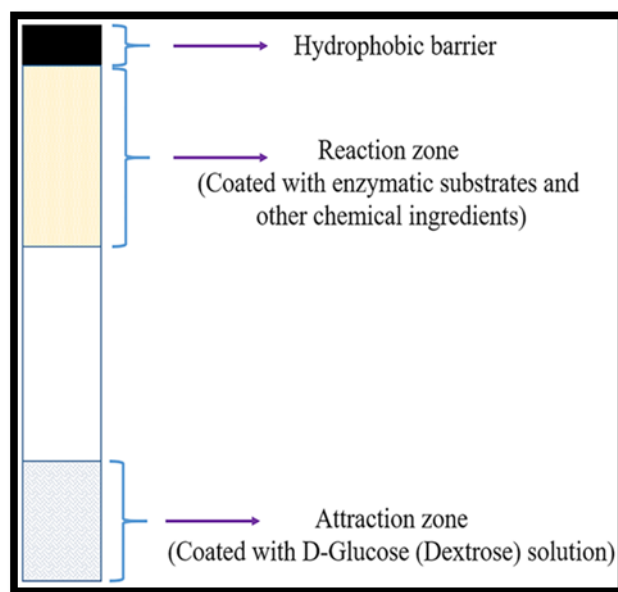 Hydrophobic barrier
Reaction zone
(Coated with enzymatic substrates and
other chemical ingredients)
Attraction zone
(Coated with D-Glucose (Dextrose) solution)